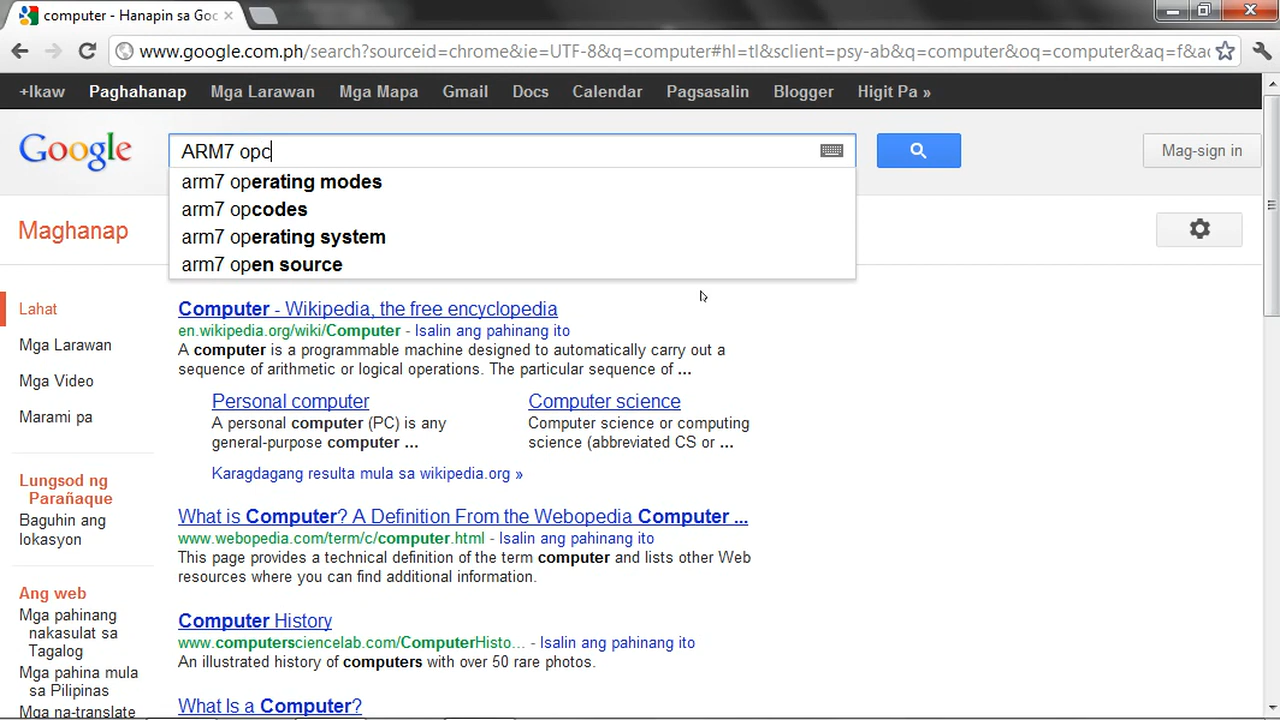 computer - Hanapin sa Goo
www.google.com.ph/search?sourceid=chrome&ie=UTF-8&q=computer#hl=tl&sclient=psy-ab&q=computer&oq=computer&aq=f&a
+Ikaw Paghahanap Mga Larawan Mga Mapa Gmail Docs Calendar Pagsasalin Blogger Higit Pa »
Google
ARM7 opc
Mag-sign in
arm7 operating modes
arm7 opcodes
arm7 operating system
arm7 open source
Maghanap
Lahat
Mga Larawan
Mga Video
Marami pa
Lungsod ng
Parañaque
Baguhin ang
lokasyon
Ang web
Mga pahinang
nakasulat sa
Tagalog
Mga pahina mula
sa Pilipinas
Mga na-translate
Computer - Wikipedia, the free encyclopedia
en.wikipedia.org/wiki/Computer - Isalin ang pahinang ito
A computer is a programmable machine designed to automatically carry out a
sequence of arithmetic or logical operations. The particular sequence of ...
Personal computer
A personal computer (PC) is any
general-purpose computer ...
Computer science
Computer science or computing
science (abbreviated CS or ...
Karagdagang resulta mula sa wikipedia.org »
What is Computer? A Definition From the Webopedia Computer ...
www.webopedia.com/term/c/computer.html - Isalin ang pahinang ito
This page provides a technical definition of the term computer and lists other Web
resources where you can find additional information.
Computer History
www.computersciencelab.com/ComputerHisto... - Isalin ang pahinang ito
An illustrated history of computers with over 50 rare photos.
What Is a Computer?